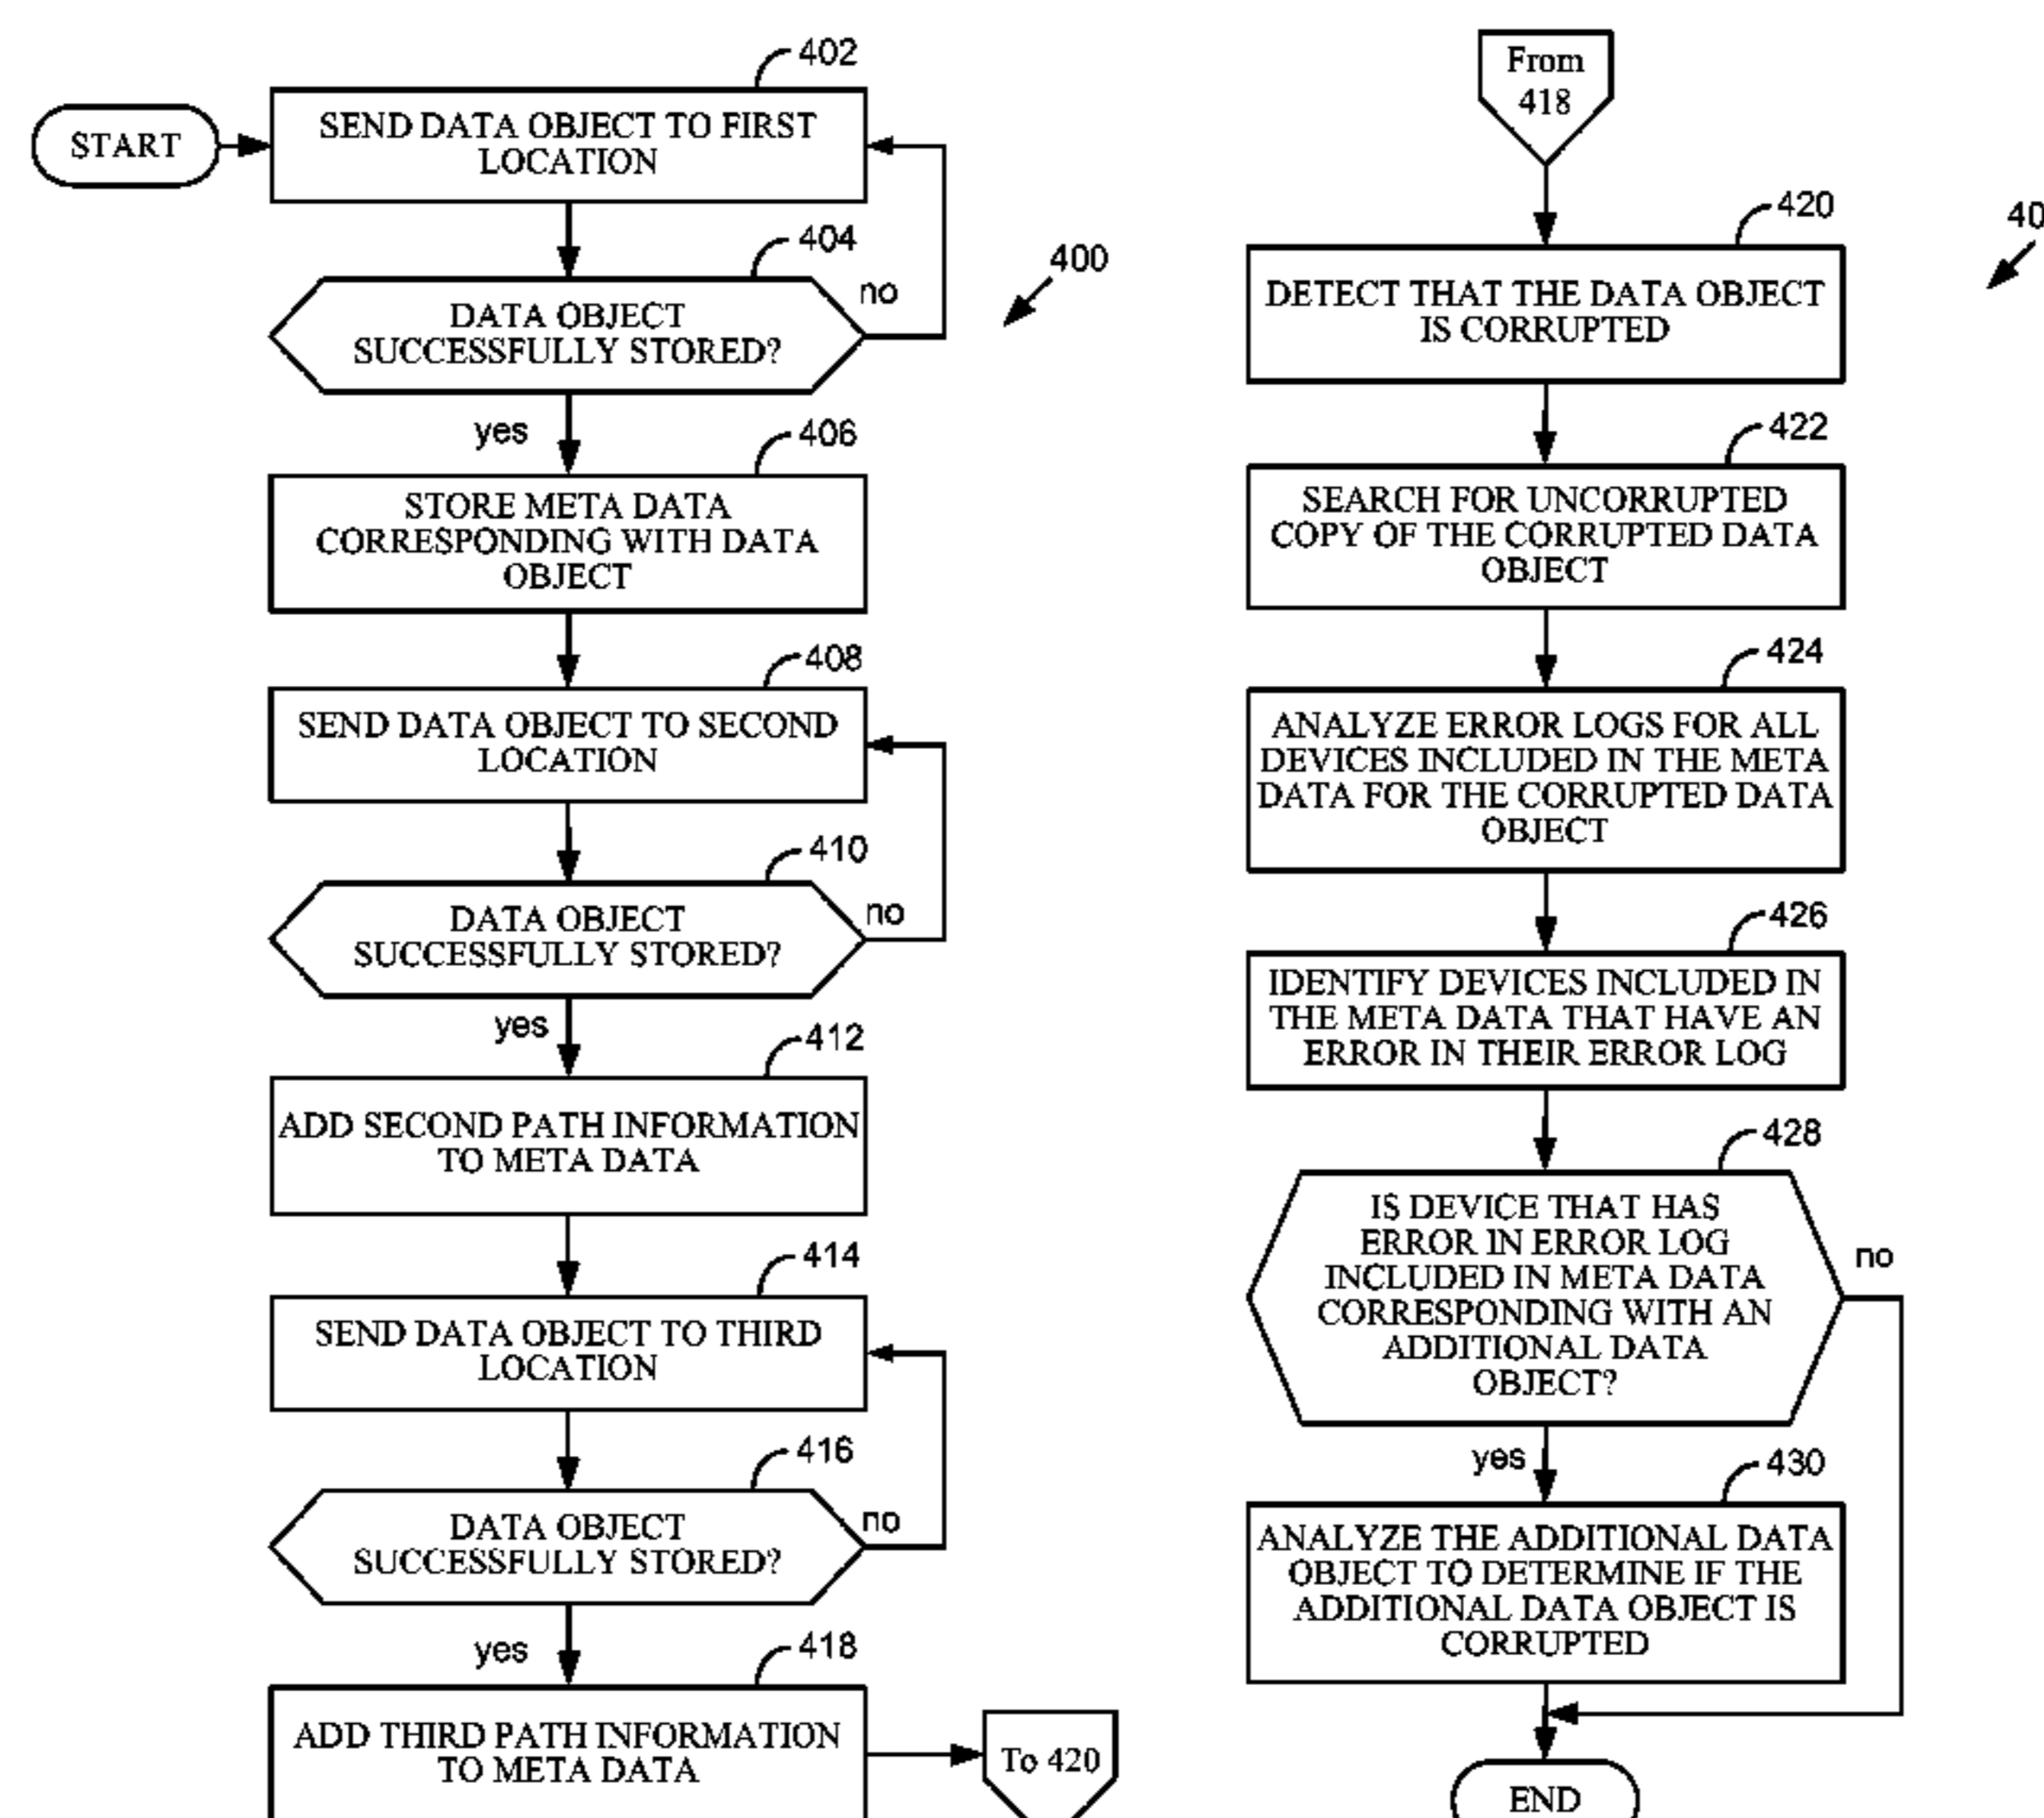 402
START
SEND DATA OBJECT TO FIRST
LOCATION
404
DATA OBJECT
SUCCESSFULLY STORED?
no
400
yes
406
STORE META DATA
CORRESPONDING WITH DATA
OBJECT
408
SEND DATA OBJECT TO SECOND
LOCATION
410
DATA OBJECT
SUCCESSFULLY STORED?
no
yes
412
ADD SECOND PATH INFORMATION
TO META DATA
414
SEND DATA OBJECT TO THIRD
LOCATION
416
DATA OBJECT
SUCCESSFULLY STORED?
no
yes
418
ADD THIRD PATH INFORMATION
TO META DATA
To 420
From
418
420
40
DETECT THAT THE DATA OBJECT
IS CORRUPTED
422
SEARCH FOR UNCORRUPTED
COPY OF THE CORRUPTED DATA
OBJECT
424
ANALYZE ERROR LOGS FOR ALL
DEVICES INCLUDED IN THE META
DATA FOR THE CORRUPTED DATA
OBJECT
426
IDENTIFY DEVICES INCLUDED IN
THE META DATA THAT HAVE AN
ERROR IN THEIR ERROR LOG
428
IS DEVICE THAT HAS
ERROR IN ERROR LOG
INCLUDED IN META DATA
CORRESPONDING WITH AN
ADDITIONAL DATA
OBJECT?
no
yes
430
ANALYZE THE ADDITIONAL DATA
OBJECT TO DETERMINE IF THE
ADDITIONAL DATA OBJECT IS
CORRUPTED
END